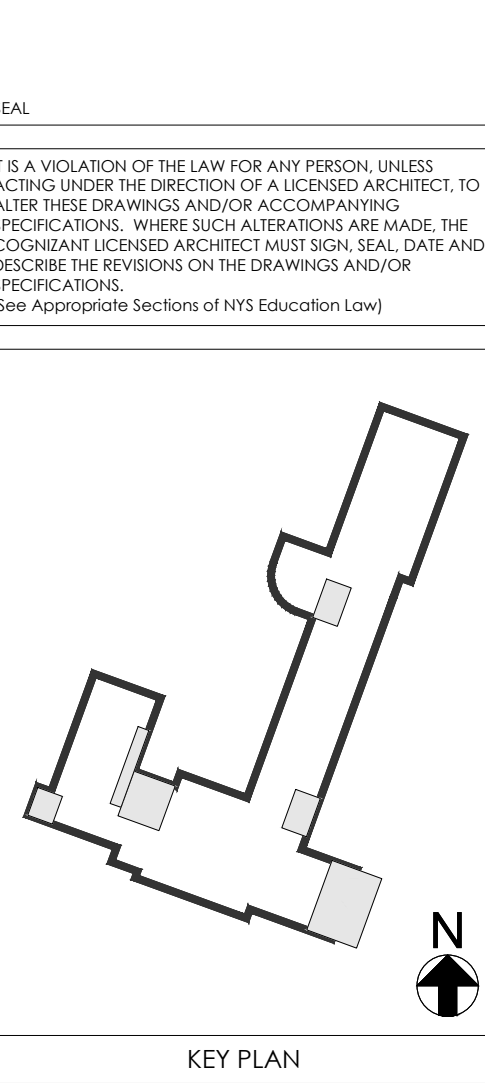 EAL
T IS A VIOLATION OF THE LAW FOR ANY PERSON, UNLESS
ACTING UNDER THE DIRECTION OF A LICENSED ARCHITECT, TO
ALTER THESE DRAWINGS AND/OR ACCOMPANYING
SPECIFICATIONS.  WHERE SUCH ALTERATIONS ARE MADE, THE
COGNIZANT LICENSED ARCHITECT MUST SIGN, SEAL, DATE AND
DESCRIBE THE REVISIONS ON THE DRAWINGS AND/OR
SPECIFICATIONS.
See Appropriate Sections of NYS Education Law)
N
KEY PLAN